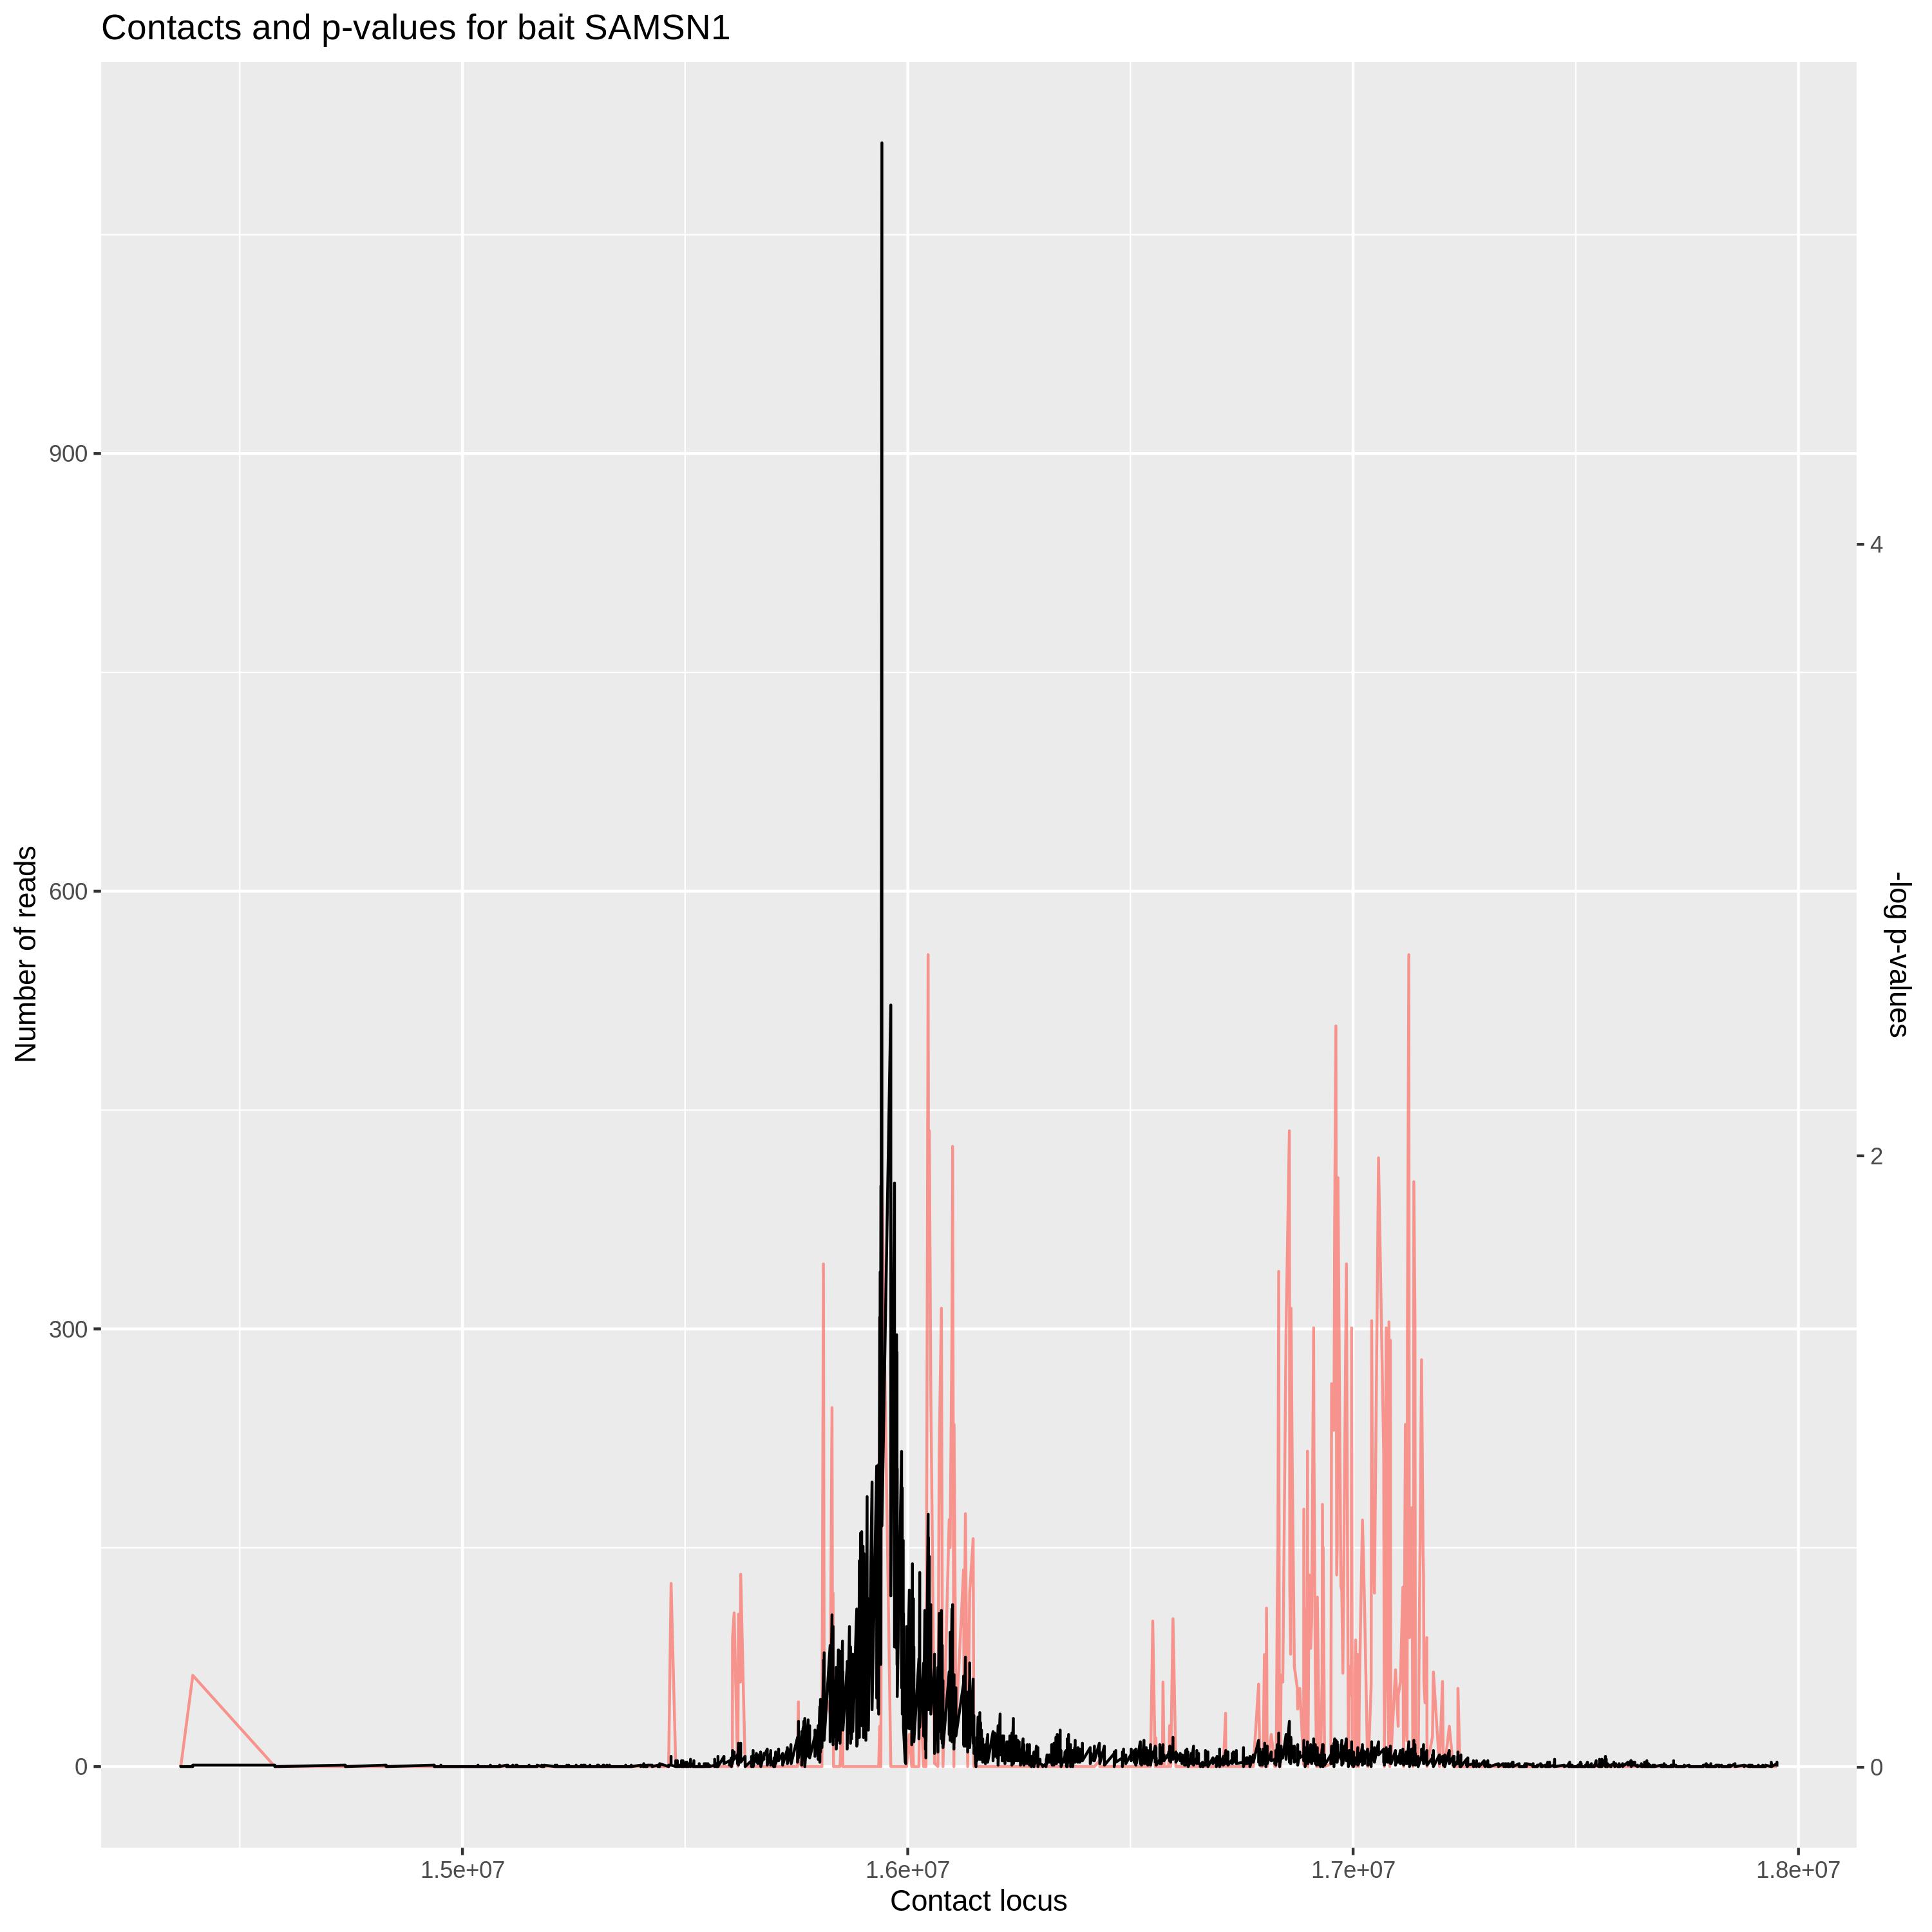 Contacts and p-values for bait SAMSN1
Number of reads
900
600
300
0
4
2
0
-log p-values
1.5e+07
1.6e+07
1.7e+07
1.8e+07
Contact locus